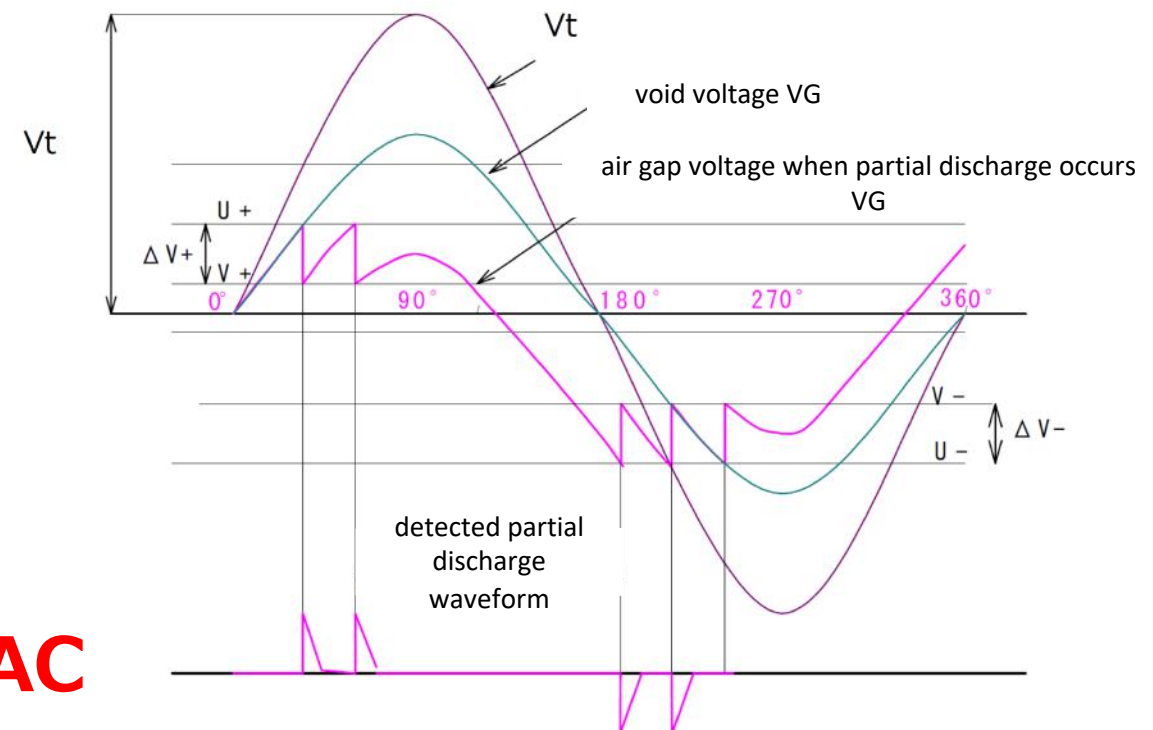 Vt
void voltage VG
Vt
air gap voltage when partial discharge occurs
VG
U +
Δ V+
V +
0°
90°
180°
270°
360°
V -
Δ V-
U -
detected partial
discharge
waveform
AC